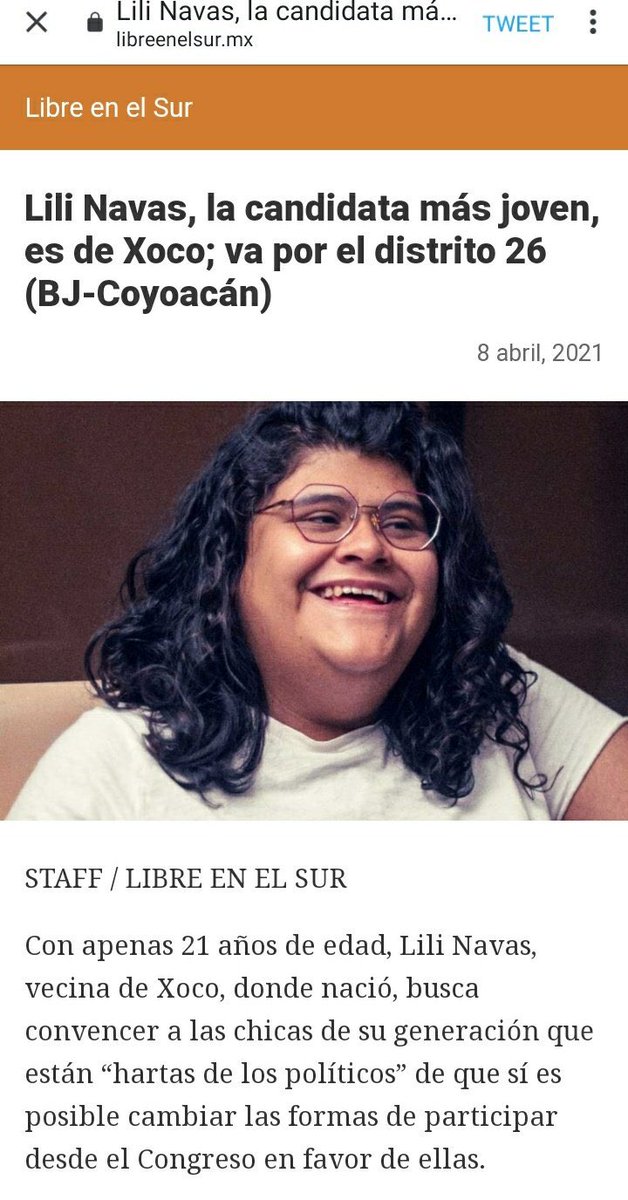 Lili Navas, la candidata má...
TWEET
libreenelsur.mx
Libre en el Sur
Lili Navas, la candidata más joven,
es de Xoco; va por el distrito 26
(BJ-Coyoacán)
8 abril, 2021
STAFF / LIBRE EN EL SUR
Con apenas 21 años de edad, Lili Navas,
vecina de Xoco, donde nació, busca
convencer a las chicas de su generación que
están “hartas de los políticos” de que sí es
posible cambiar las formas de participar
desde el Congreso en favor de ellas.